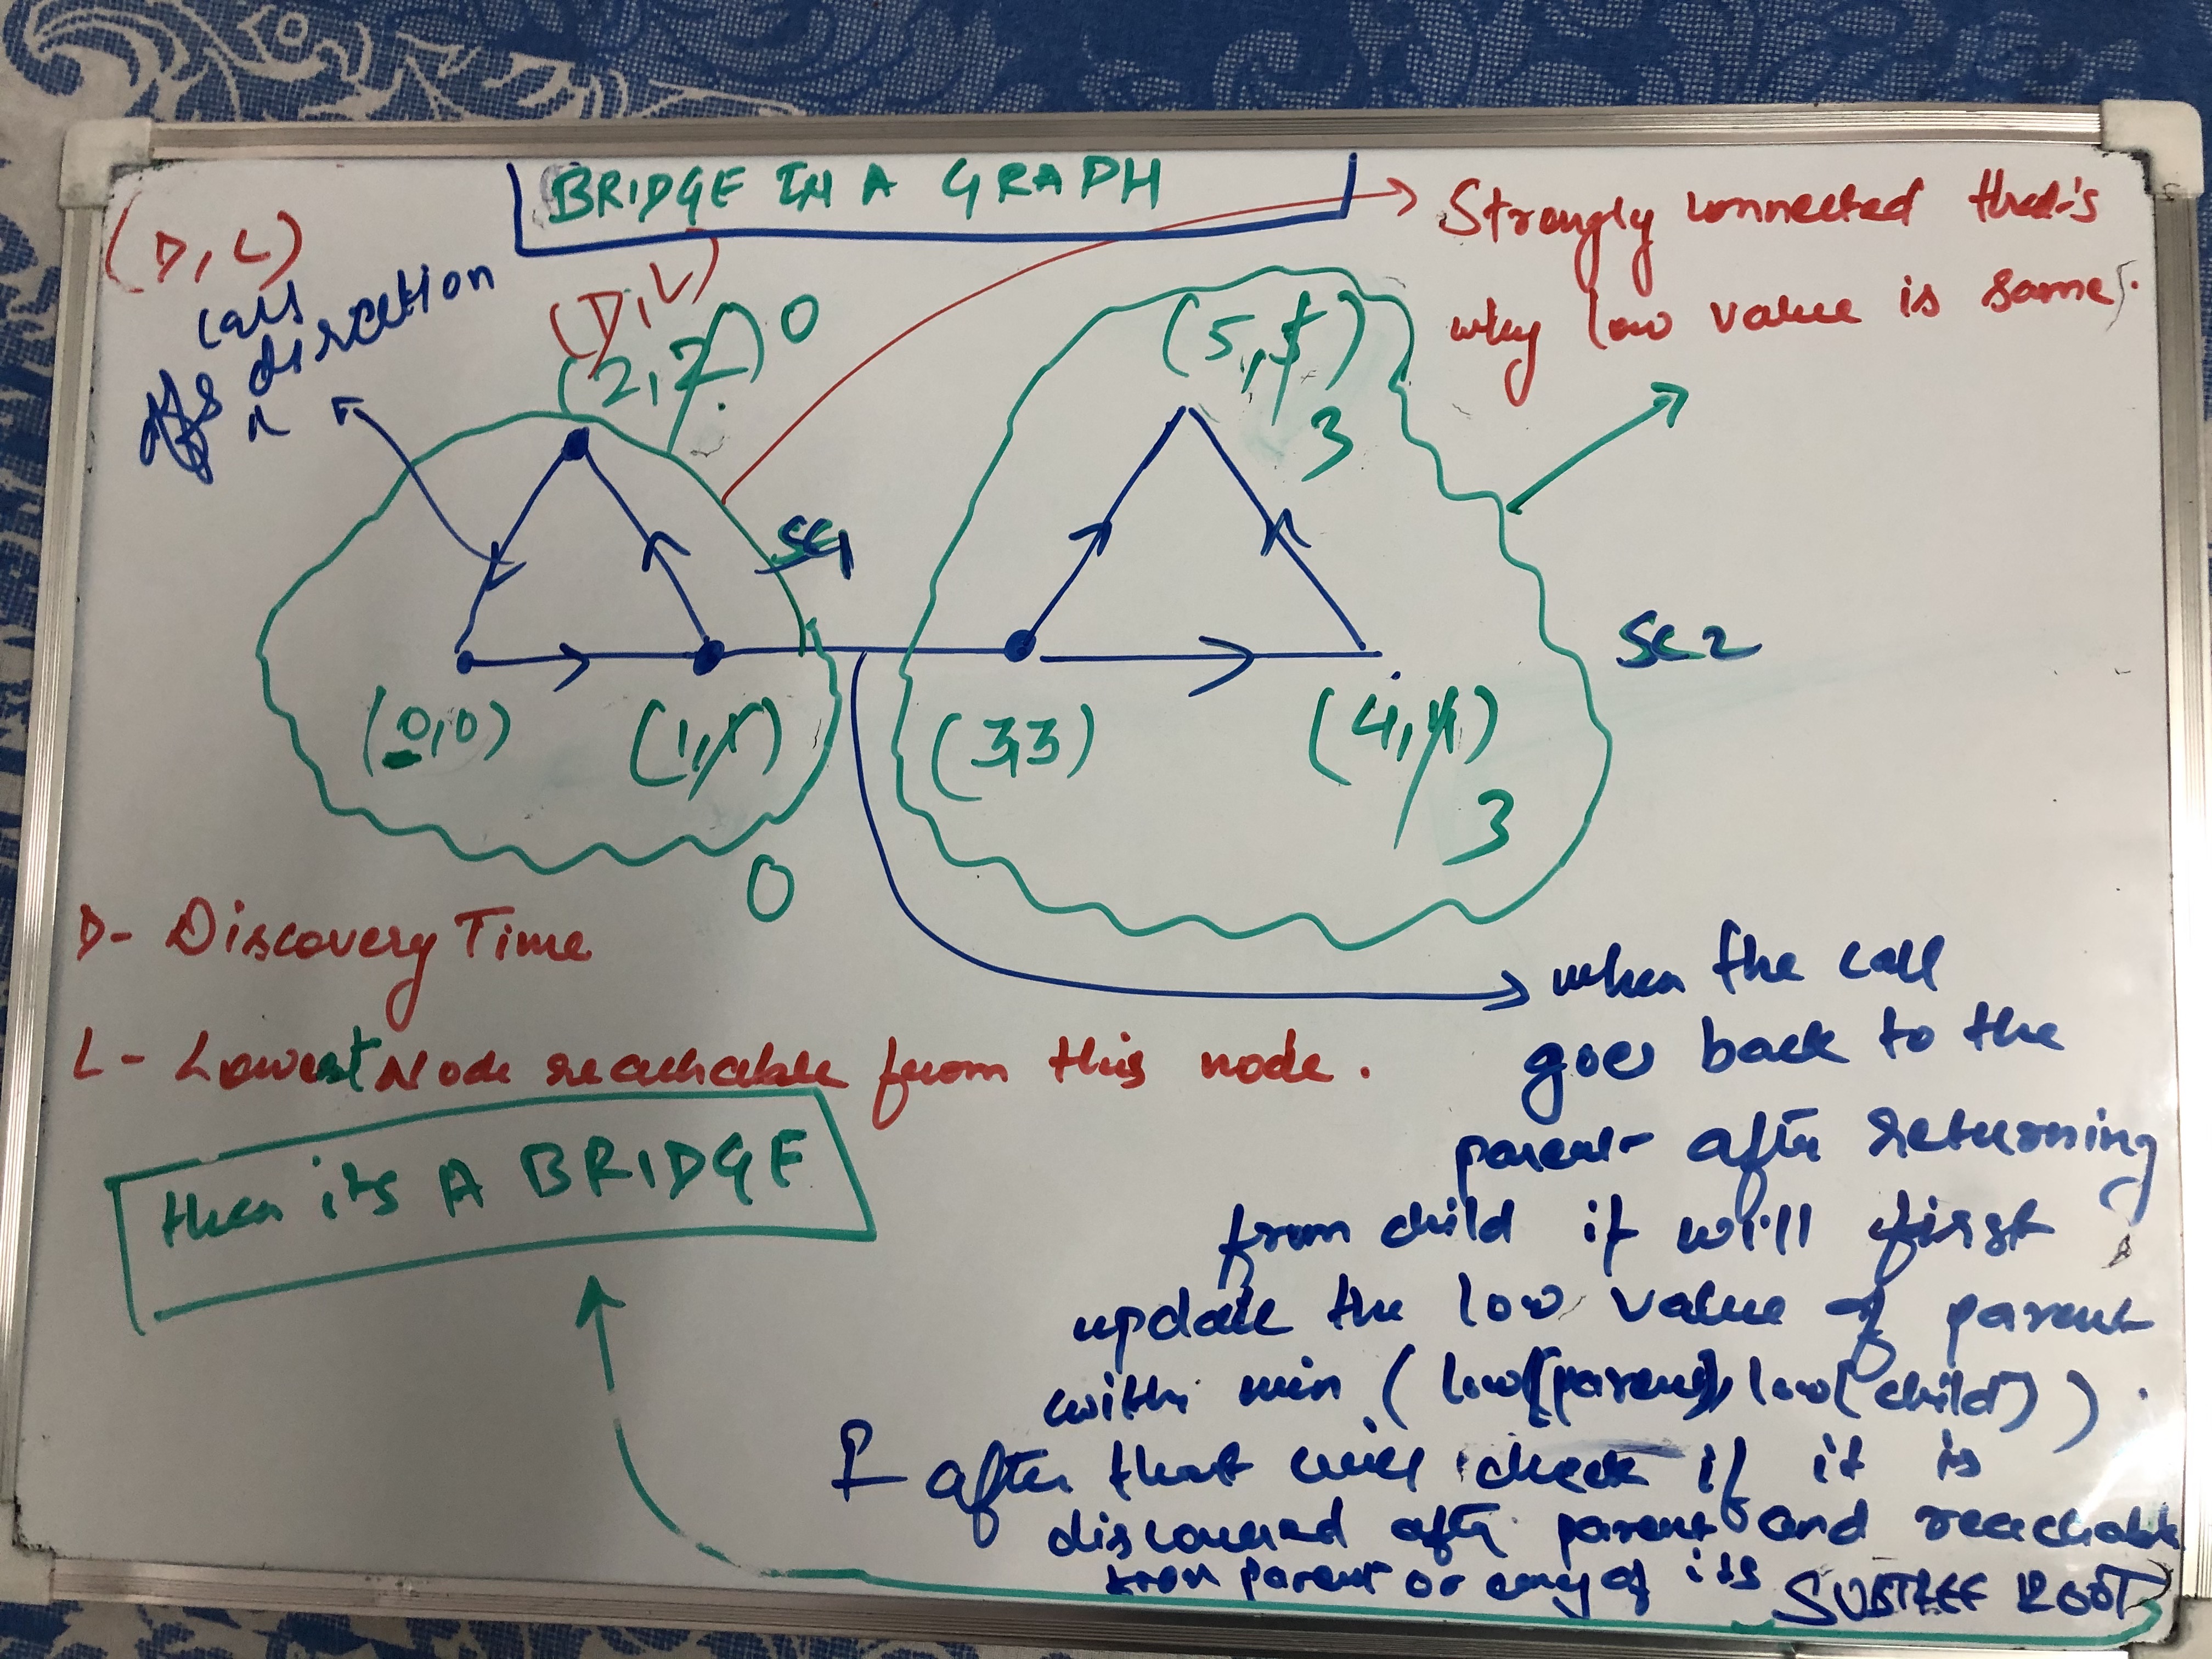 BRIDGE IN A GRAPH
(D, L)
calls
dfs direction
(D, L)
(2, 2) 0
Strongly connected that's
why low value is same.
(5, 5)
3
SC1
SC2
(0,0)
(1, 1)
0
(3,3)
(4, 4)
3
D- Discovery Time
L- Lowest Node reachable from this node.
then its A BRIDGE
when the call
goes back to the
parent after returning
from child it will first
update the low value of parent
with min (low[parent], low[child])
& after that will check if it is
discovered after parent and reachable
from parent or any of its SUBTREE ROOT